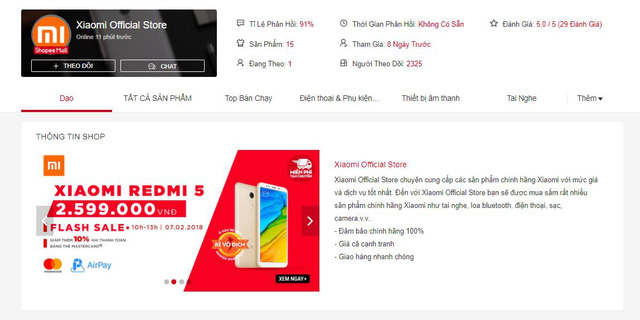 Xiaomi Official Store
Online 11 phút trước
mi
Shopee Mall
+ THEO DÕI
CHAT
Tỉ Lệ Phản Hồi: 91%
Thời Gian Phản Hồi: Không Có Sẵn
Đánh Giá: 5.0 / 5 (29 Đánh Giá)
Sản Phẩm: 15
Tham Gia: 8 Ngày Trước
Đang Theo: 1
Người Theo Dõi: 2325
Dạo
TẤT CẢ SẢN PHẨM
Top Bán Chạy
Điện thoại & Phụ kiện...
Thiết bị âm thanh
Tai Nghe
Thêm
THÔNG TIN SHOP
mi
MIỄN PHÍ
VẬN CHUYỂN
XIAOMI REDMI 5
2.599.000 VNĐ
FLASH SALE 10h-13h | 07.02.2018
GIẢM THÊM 10% KHI THANH TOÁN
BẰNG THẺ MASTERCARD
mastercard
AirPay
RẺ VÔ ĐỊCH
XEM NGAY
Xiaomi Official Store
Xiaomi Official Store chuyên cung cấp các sản phẩm chính hãng Xiaomi với mức giá
và dịch vụ tốt nhất. Đến với Xiaomi Official Store bạn sẽ được mua sắm rất nhiều
sản phẩm chính hãng Xiaomi như tai nghe, loa bluetooth, điện thoại, sạc,
camera.v.v..
- Đảm bảo chính hãng 100%
- Giá cả cạnh tranh
- Giao hàng nhanh chóng